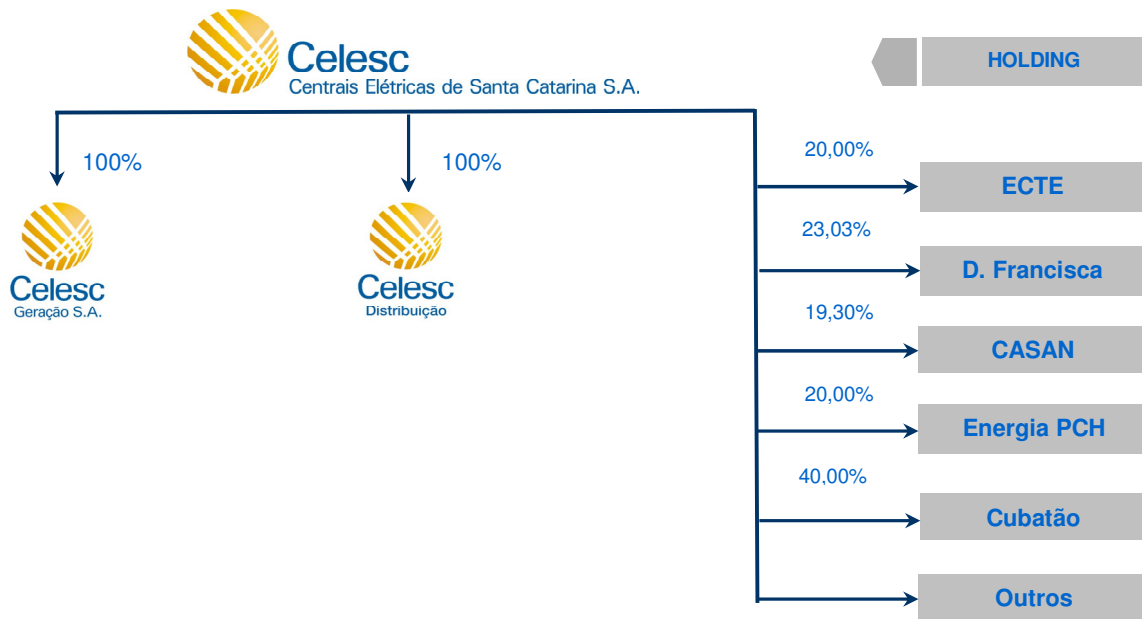 Celesc
Centrais Elétricas de Santa Catarina S.A.
HOLDING
100%
100%
20,00%
ECTE
Celesc
Geração S.A.
Celesc
Distribuição
23,03%
D. Francisca
19,30%
CASAN
20,00%
Energia PCH
40,00%
Cubatão
Outros